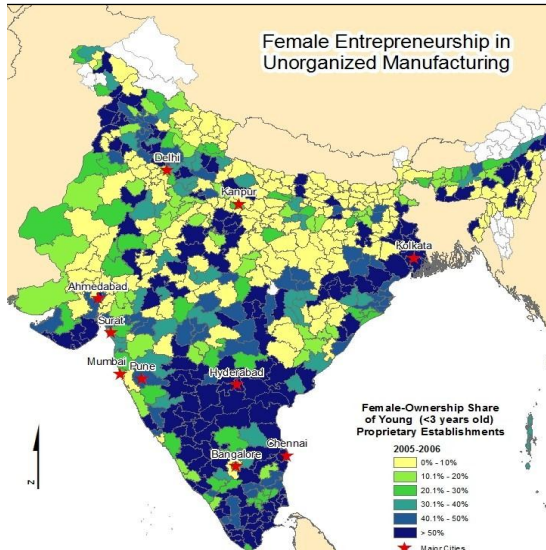 Female Entrepreneurship in
Unorganized Manufacturing
Delhi
Kanpur
Kolkata
Ahmedabad
Surat
Mumbai
Pune
Hyderabad
Chennai
Bangalore
N
Female-Ownership Share
of Young (<3 years old)
Proprietary Establishments
2005-2006
0% - 10%
10.1% - 20%
20.1% - 30%
30.1% - 40%
40.1% - 50%
> 50%
Major Cities